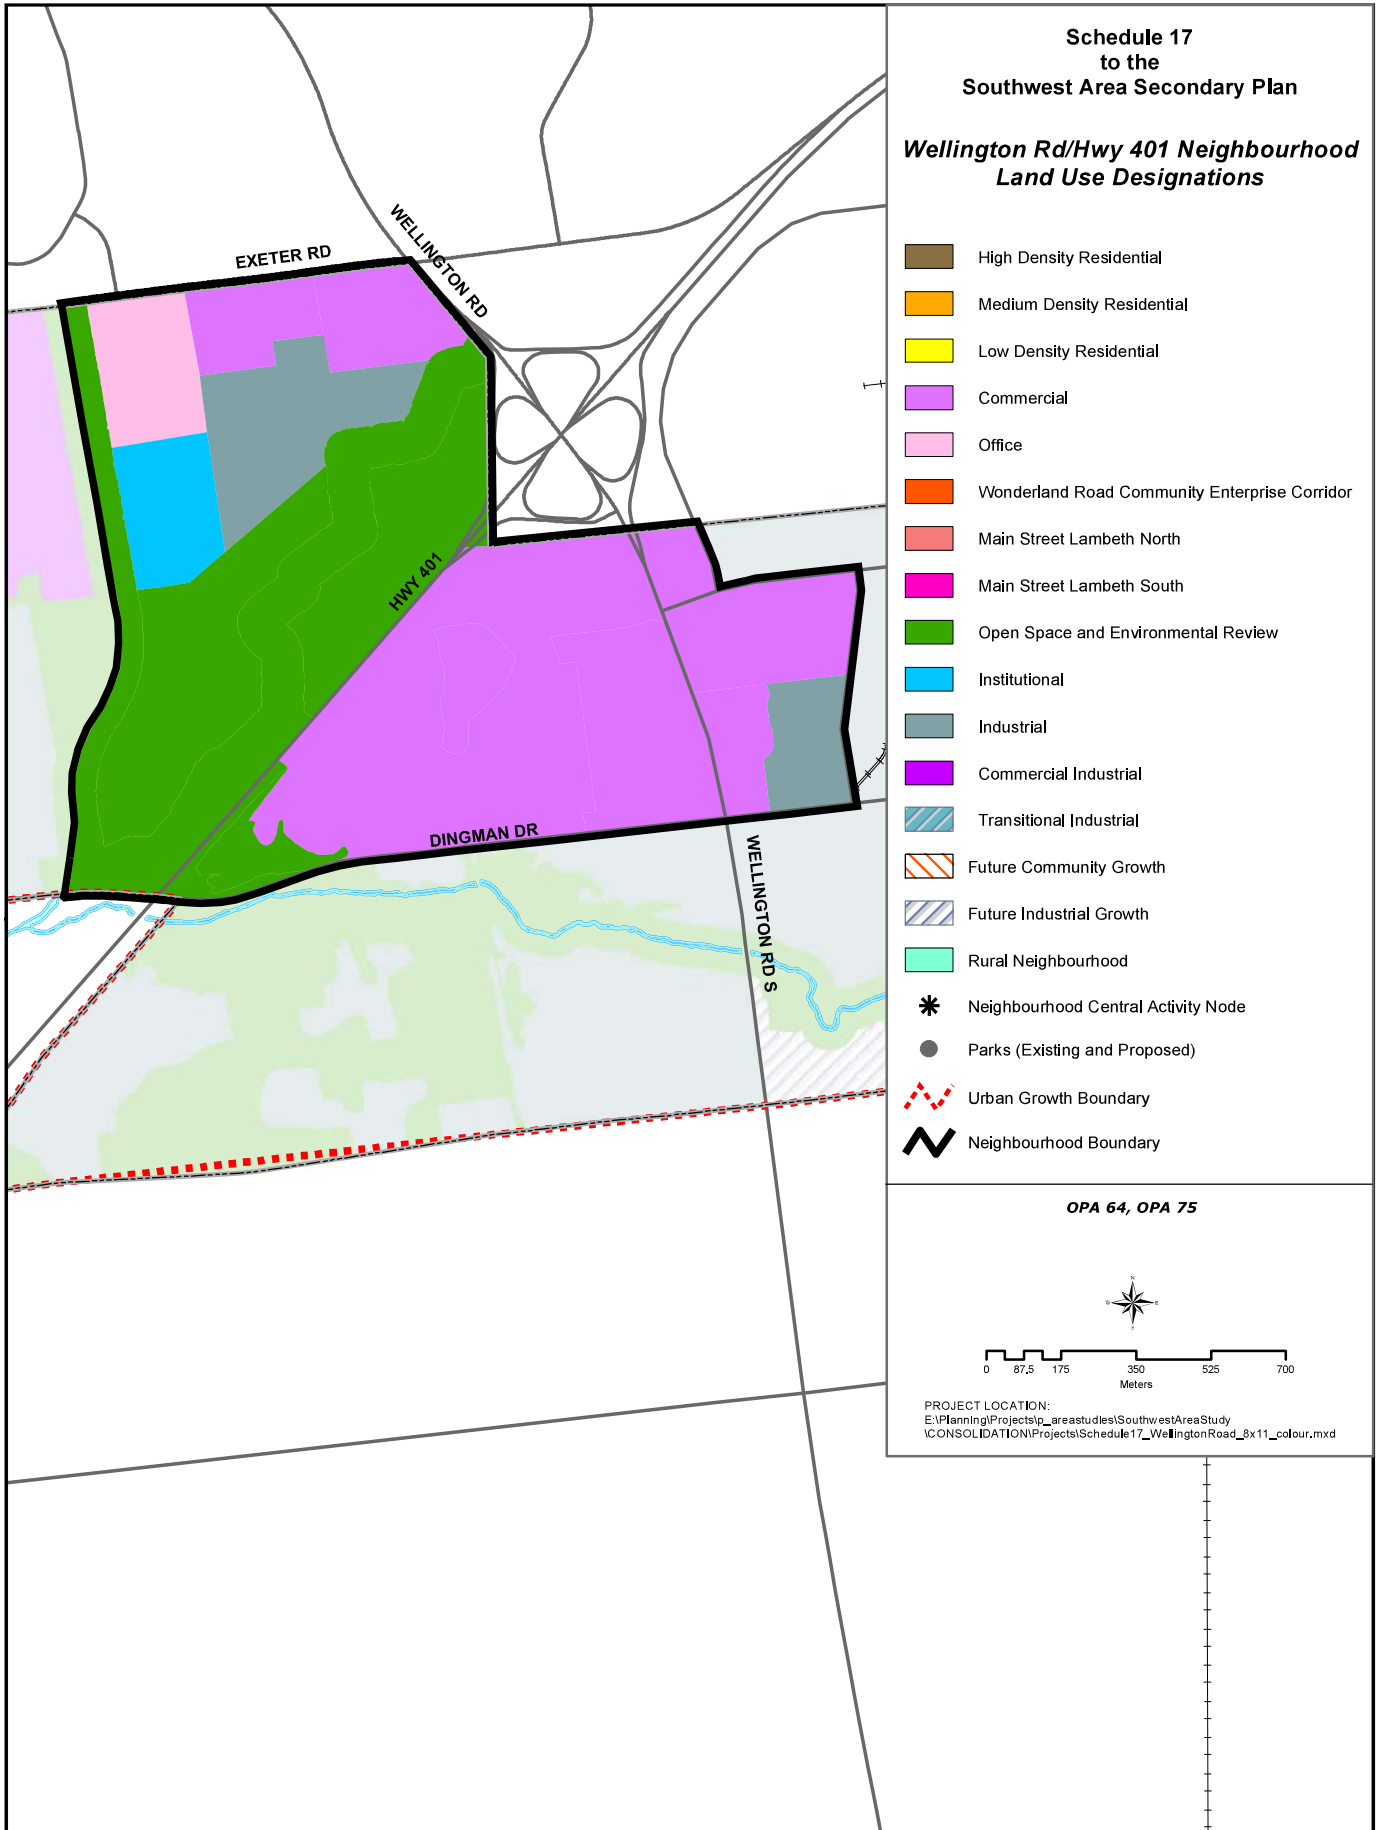 Schedule 17
to the
Southwest Area Secondary Plan
Wellington Rd/Hwy 401 Neighbourhood
Land Use Designations
High Density Residential
Medium Density Residential
Low Density Residential
Commercial
Office
Wonderland Road Community Enterprise Corridor
Main Street Lambeth North
Main Street Lambeth South
Open Space and Environmental Review
Institutional
Industrial
Commercial Industrial
Transitional Industrial
Future Community Growth
Future Industrial Growth
Rural Neighbourhood
Neighbourhood Central Activity Node
Parks (Existing and Proposed)
Urban Growth Boundary
Neighbourhood Boundary
OPA 64, OPA 75
N
W E
S
0 87.5 175 350 525 700
Meters
PROJECT LOCATION:
E:\Planning\Projects\p_areastudies\SouthwestAreaStudy
\CONSOLIDATION\Projects\Schedule17_WellingtonRoad_8x11_colour.mxd
EXETER RD
WELLINGTON RD
HWY 401
DINGMAN DR
WELLINGTON RD S